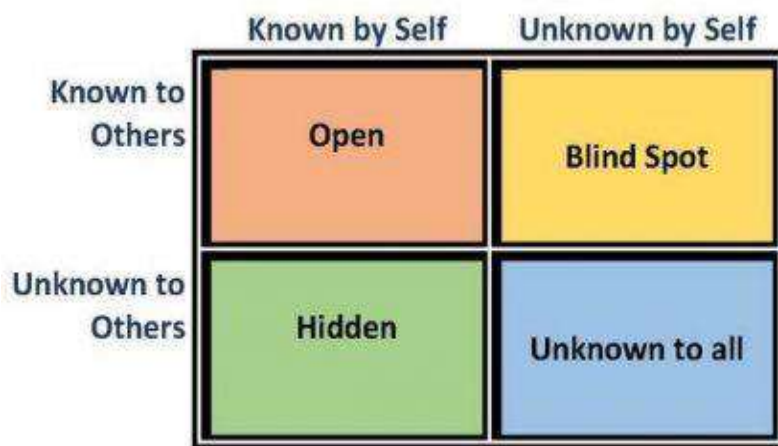 Known by Self
Unknown by Self
Known to
Others
Open
Blind Spot
Unknown to
Others
Hidden
Unknown to all